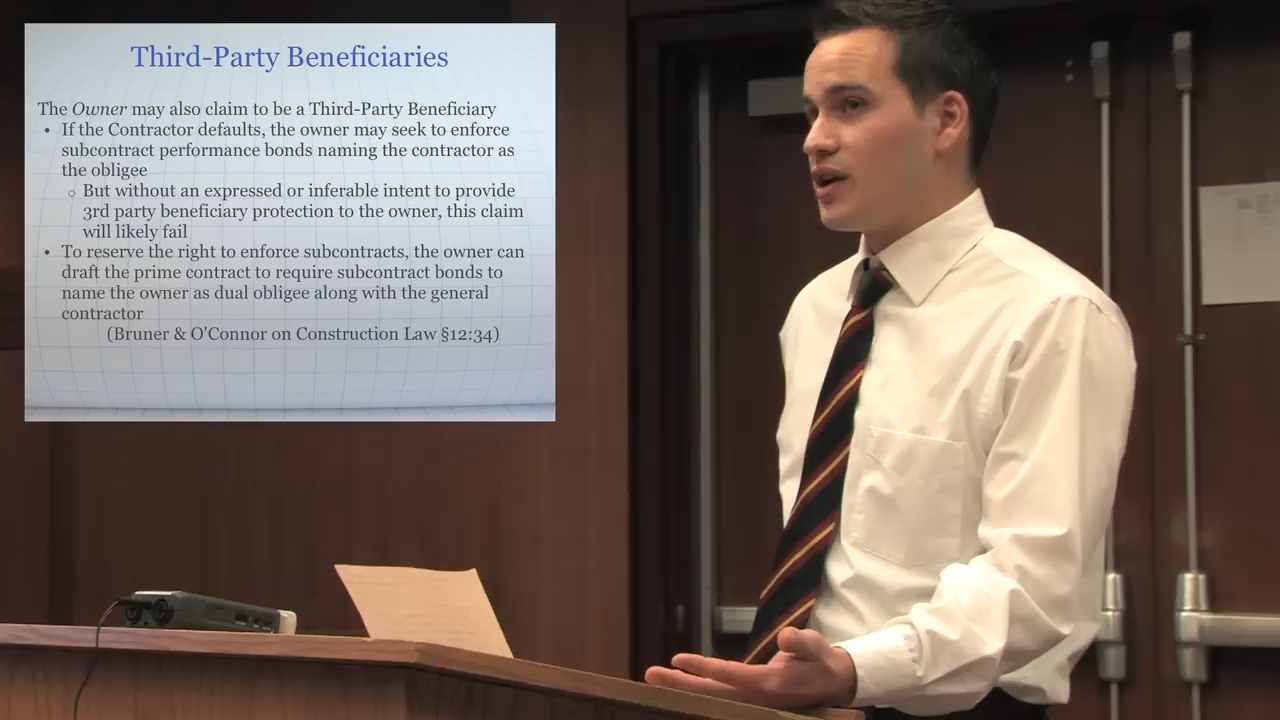 Third-Party Beneficiaries
The Owner may also claim to be a Third-Party Beneficiary
• If the Contractor defaults, the owner may seek to enforce
subcontract performance bonds naming the contractor as
the obligee
○ But without an expressed or inferable intent to provide
3rd party beneficiary protection to the owner, this claim
will likely fail
• To reserve the right to enforce subcontracts, the owner can
draft the prime contract to require subcontract bonds to
name the owner as dual obligee along with the general
contractor
(Bruner & O'Connor on Construction Law §12:34)